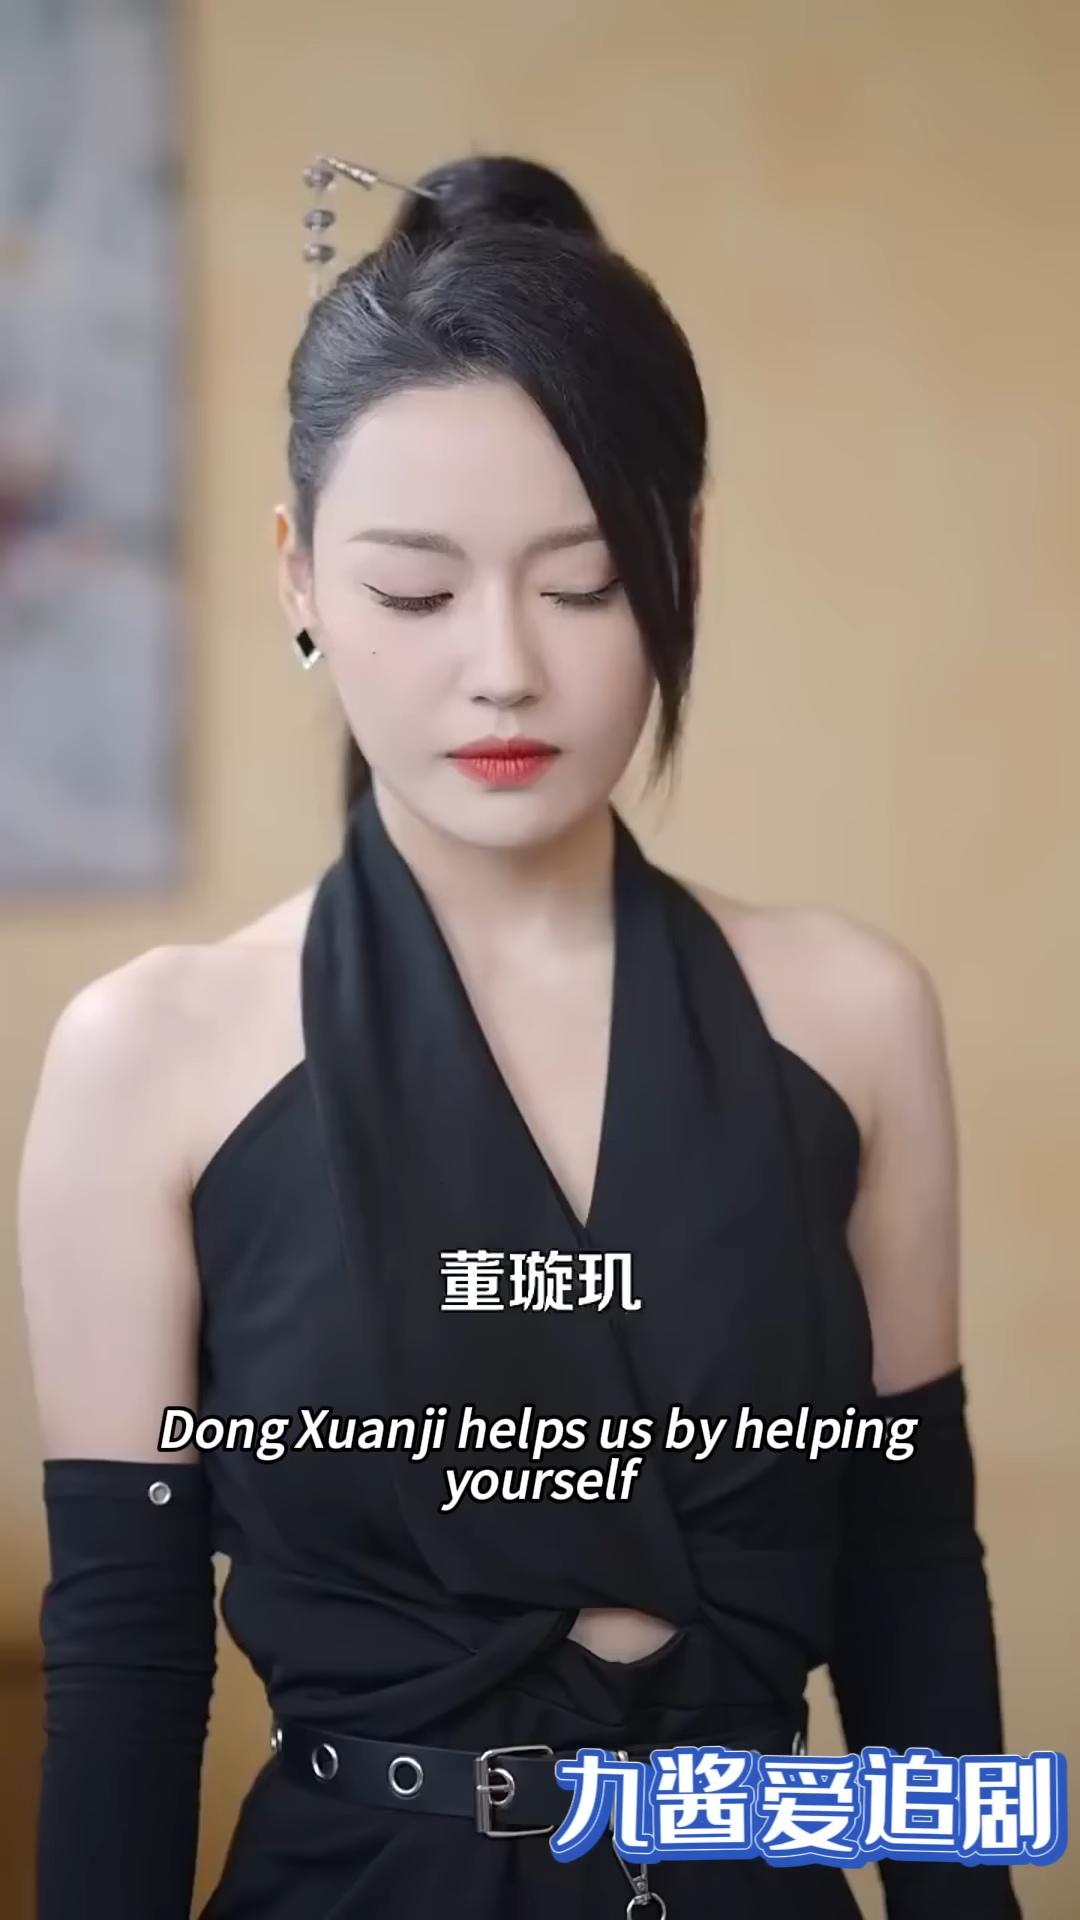 董璇玑
Dong Xuanji helps us by helping
yourself
九酱爱追剧